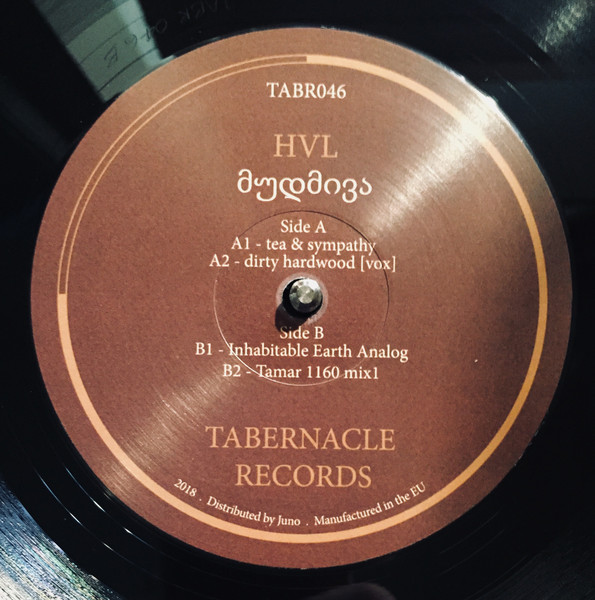 TABR046
HVL
მუდმივა
Side A
A1 - tea & sympathy
A2 - dirty hardwood [vox]
Side B
B1 - Inhabitable Earth Analog
B2 - Tamar 1160 mix1
TABERNACLE
RECORDS
2018 . Distributed by Juno . Manufactured in the EU